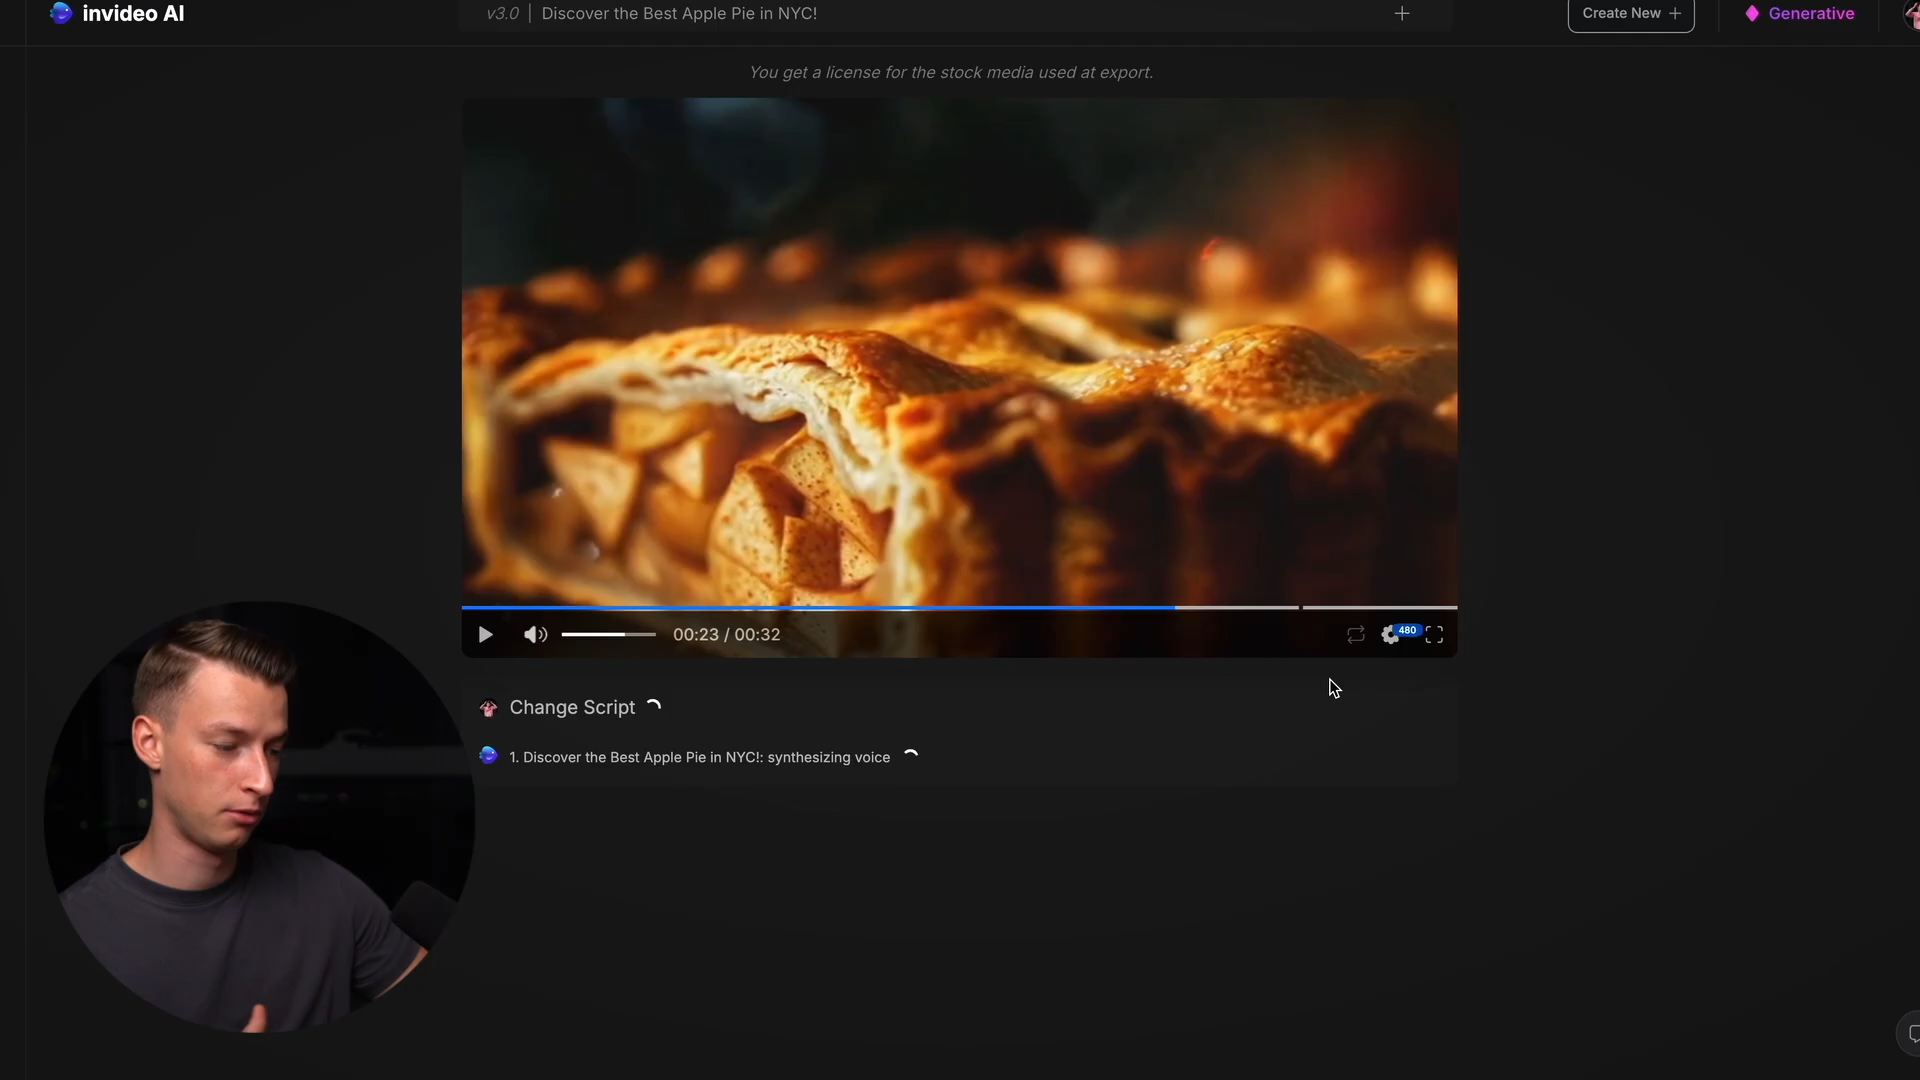 invideo AI
v3.0 | Discover the Best Apple Pie in NYC!
Create New
Generative
You get a license for the stock media used at export.
00:23 / 00:32
480
Change Script
1. Discover the Best Apple Pie in NYC!: synthesizing voice